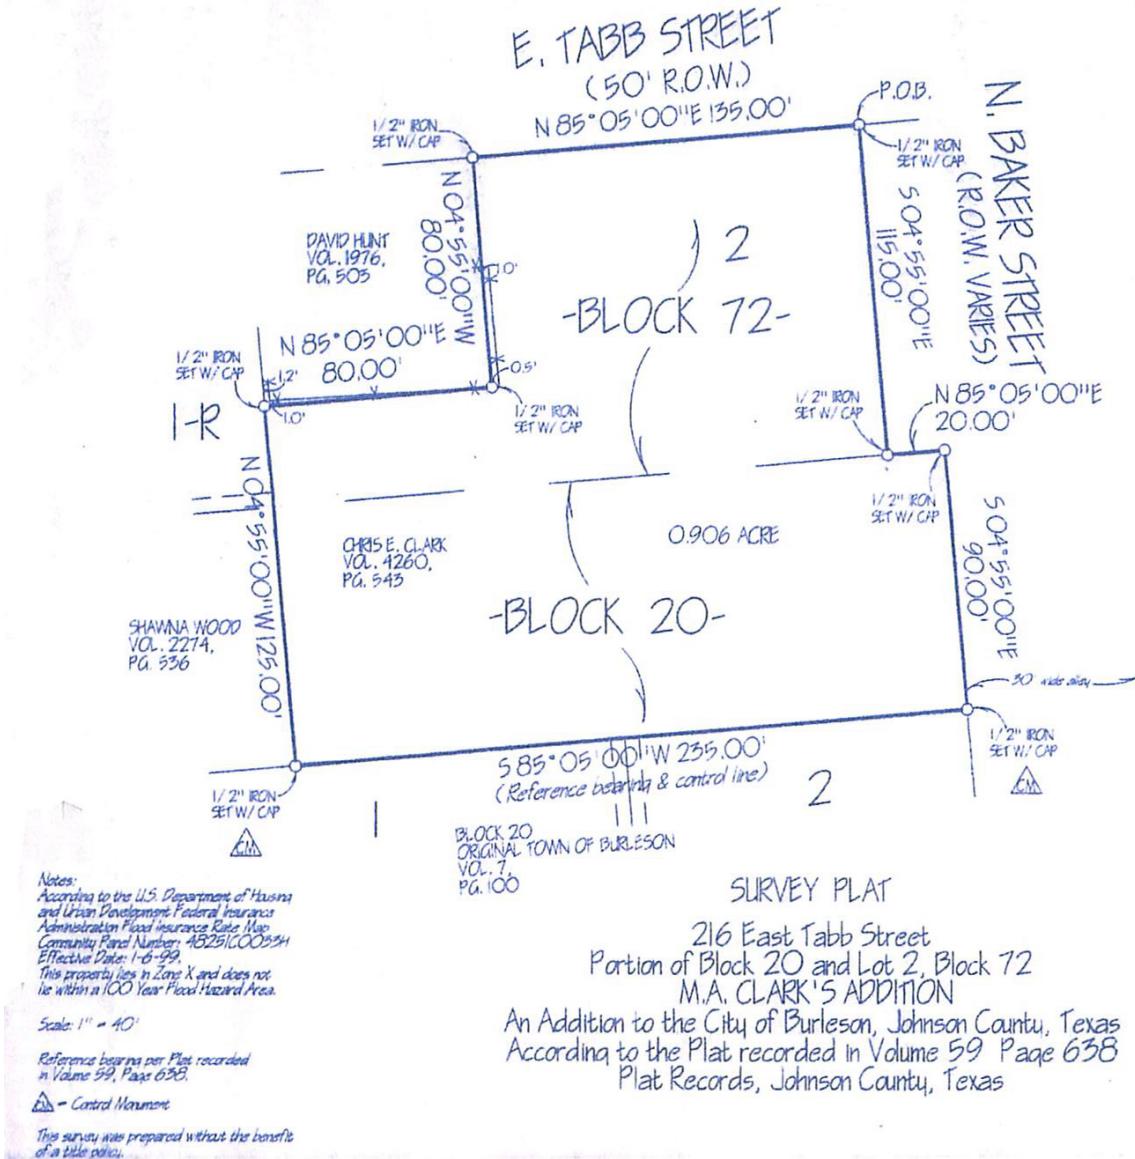 E. TABB STREET
(50' R.O.W.)
N 85°05'00"E 135.00'
P.O.B.
1/2" IRON
SET W/ CAP
1/2" IRON
SET W/ CAP
N. BAKER STREET
(R.O.W. VARIES)
S 04°55'00"E
115.00'
N 04°55'00"W
80.00'
DAVID HUNT
VOL. 1976,
PG. 503
2
1.0'
-BLOCK 72-
N 85°05'00"E
80.00'
0.5'
1/2" IRON
SET W/ CAP
1.2'
1.0'
1-R
1/2" IRON
SET W/ CAP
1/2" IRON
SET W/ CAP
N 85°05'00"E
20.00'
1/2" IRON
SET W/ CAP
N 04°55'00"W 125.00'
CHRIS E. CLARK
VOL. 4260,
PG. 543
0.906 ACRE
S 04°55'00"E
90.00'
-BLOCK 20-
SHAWNA WOOD
VOL. 2274,
PG. 536
30 wide alley
1/2" IRON
SET W/ CAP
CM
S 85°05'00"W 235.00'
(Reference bearing & control line)
1/2" IRON
SET W/ CAP
CM
1
2
BLOCK 20
ORIGINAL TOWN OF BURLESON
VOL. 7,
PG. 100
Notes:
According to the U.S. Department of Housing
and Urban Development Federal Insurance
Administration Flood Insurance Rate Map
Community Panel Number: 48251C0033H
Effective Date: 1-6-99.
This property lies in Zone X and does not
lie within a 100 Year Flood Hazard Area.
Scale: 1" = 40'
Reference bearing per Plat recorded
in Volume 59, Page 638.
CM - Control Monument
This survey was prepared without the benefit
of a title policy.
SURVEY PLAT
216 East Tabb Street
Portion of Block 20 and Lot 2, Block 72
M.A. CLARK'S ADDITION
An Addition to the City of Burleson, Johnson County, Texas
According to the Plat recorded in Volume 59 Page 638
Plat Records, Johnson County, Texas